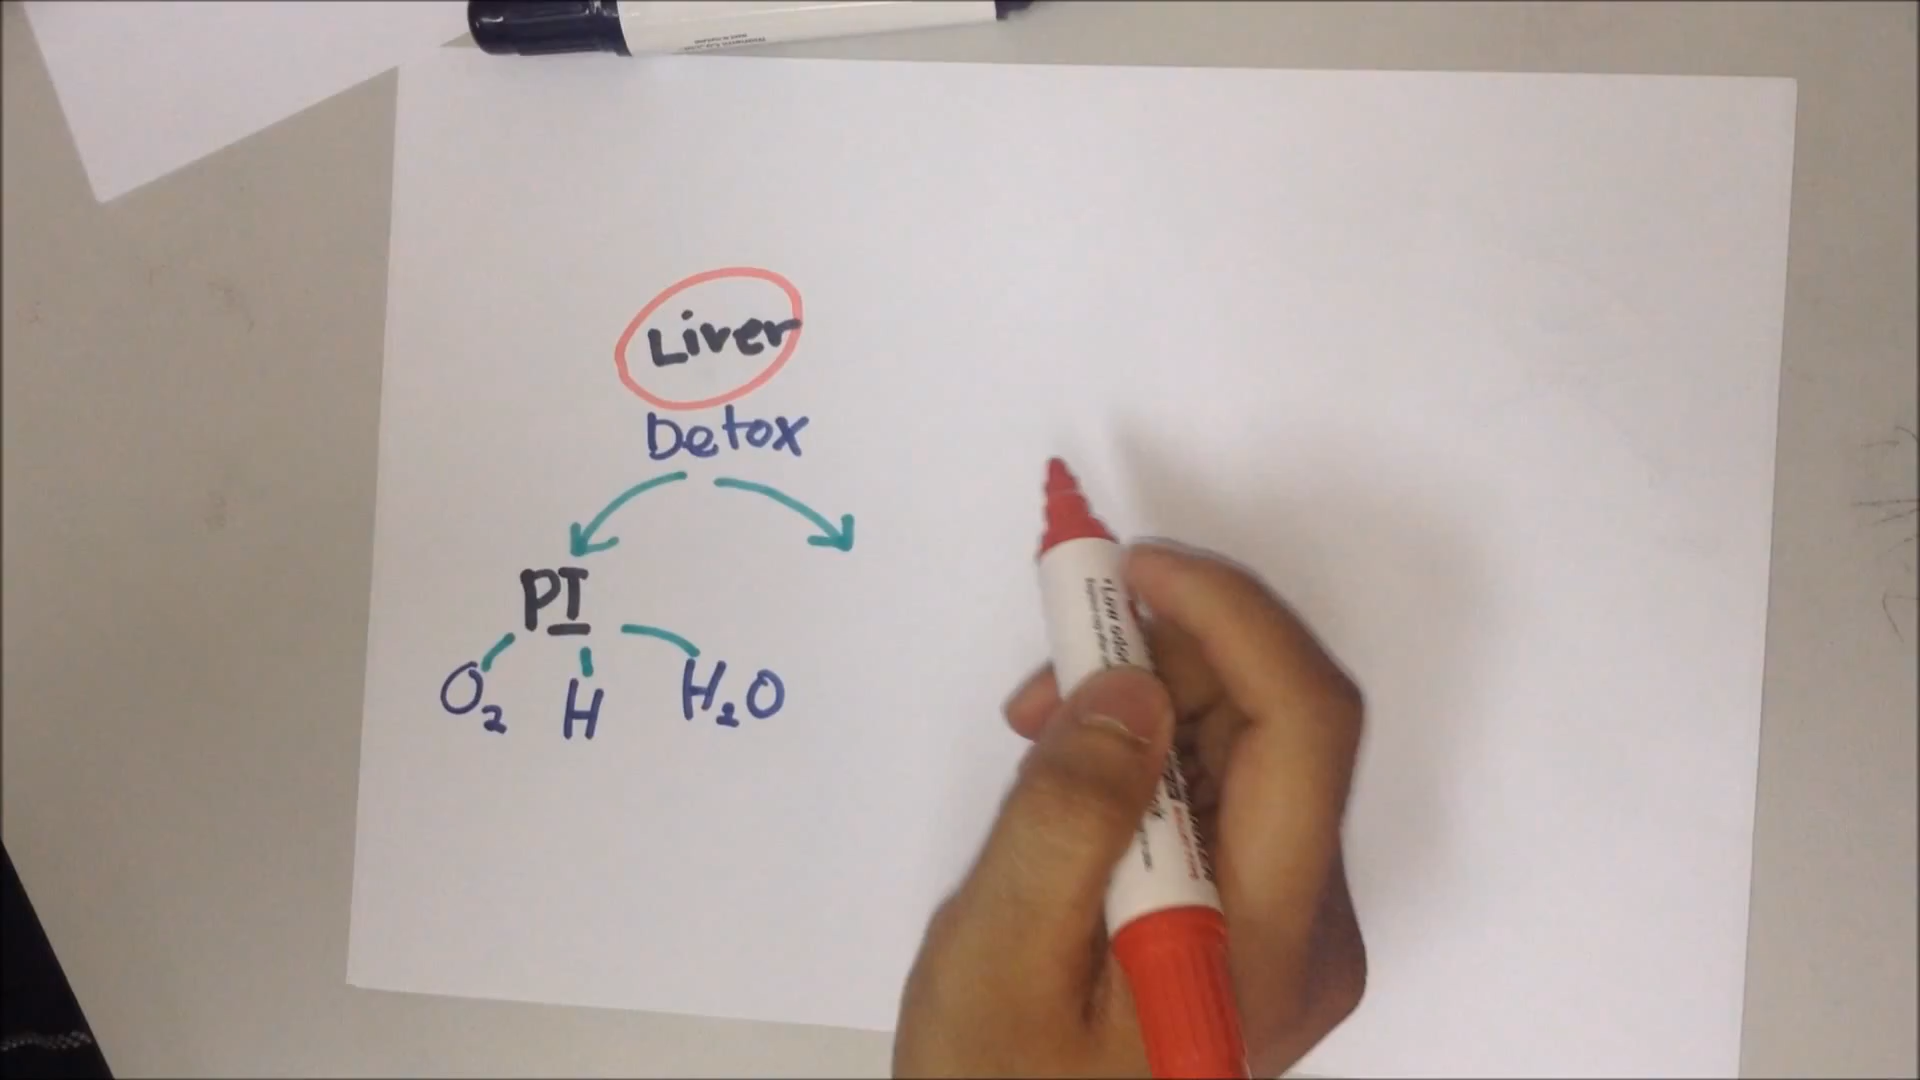 Liver
Detox
PI
O₂ H H₂O